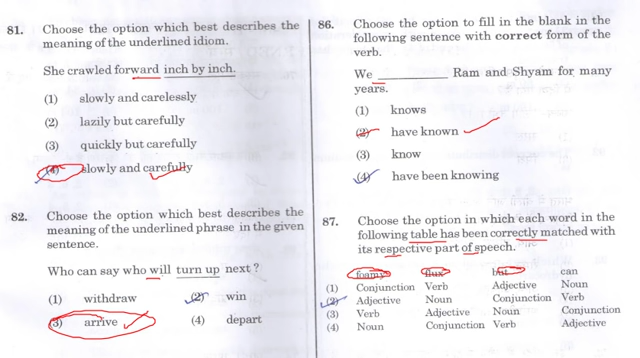 81. Choose the option which best describes the
meaning of the underlined idiom.
She crawled forward inch by inch.
(1) slowly and carelessly
(2) lazily but carefully
(3) quickly but carefully
(4) slowly and carefully
82. Choose the option which best describes the
meaning of the underlined phrase in the given
sentence.
Who can say who will turn up next ?
(1) withdraw (2) win
(3) arrive (4) depart
86. Choose the option to fill in the blank in the
following sentence with correct form of the
verb.
We __________ Ram and Shyam for many
years.
(1) knows
(2) have known
(3) know
(4) have been knowing
87. Choose the option in which each word in the
following table has been correctly matched with
its respective part of speech.
foamy flux but can
(1) Conjunction Verb Adjective Noun
(2) Adjective Noun Conjunction Verb
(3) Verb Adjective Noun Conjunction
(4) Noun Conjunction Verb Adjective